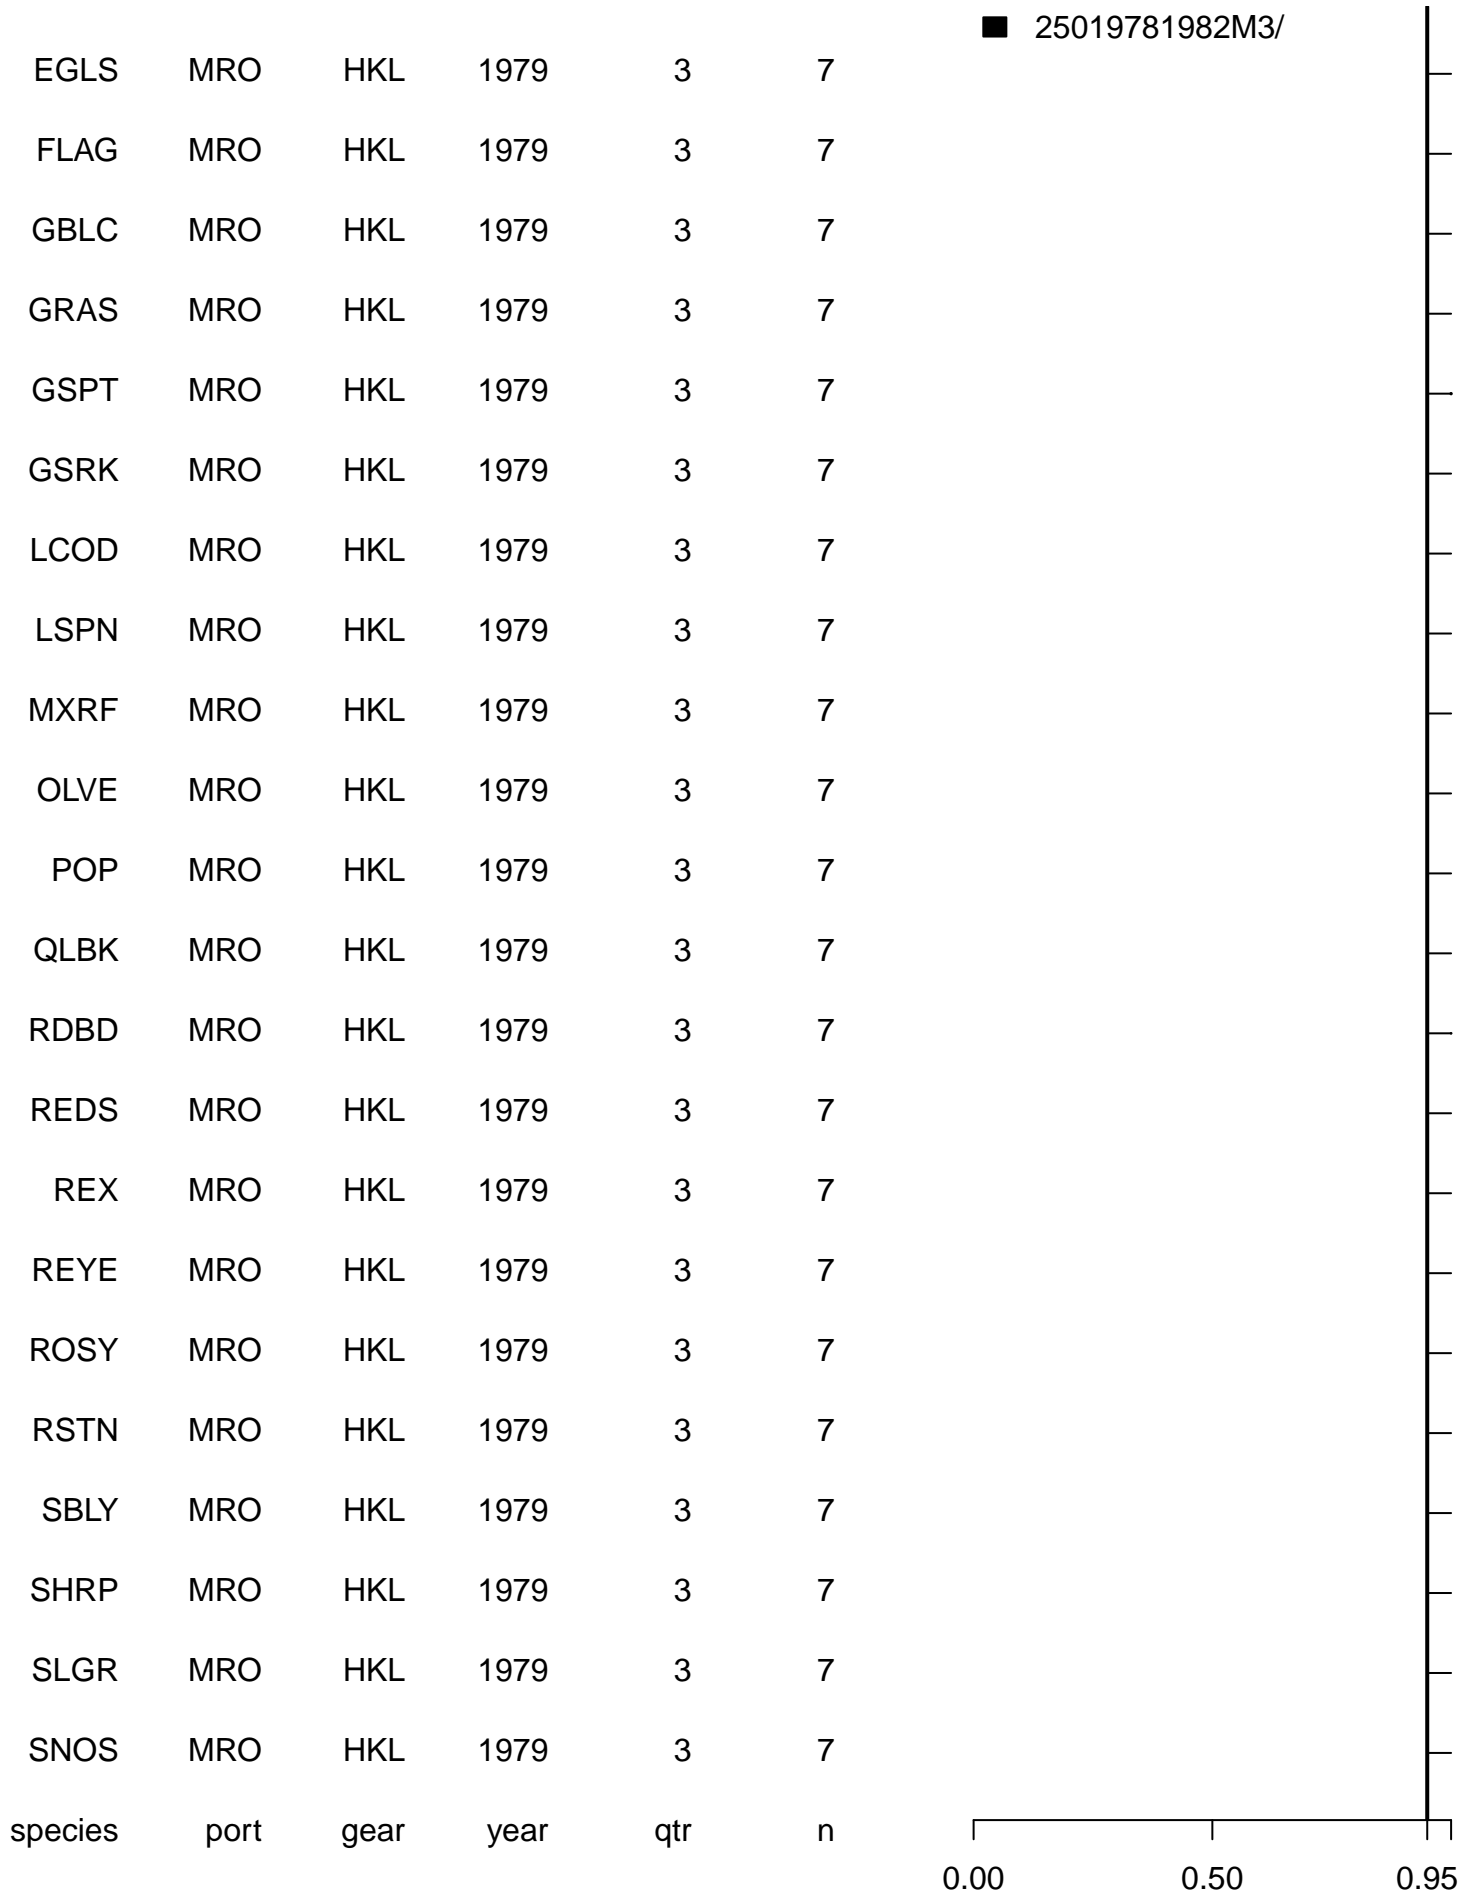 25019781982M3/
EGLS MRO HKL 1979 3 7
FLAG MRO HKL 1979 3 7
GBLC MRO HKL 1979 3 7
GRAS MRO HKL 1979 3 7
GSPT MRO HKL 1979 3 7
GSRK MRO HKL 1979 3 7
LCOD MRO HKL 1979 3 7
LSPN MRO HKL 1979 3 7
MXRF MRO HKL 1979 3 7
OLVE MRO HKL 1979 3 7
POP MRO HKL 1979 3 7
QLBK MRO HKL 1979 3 7
RDBD MRO HKL 1979 3 7
REDS MRO HKL 1979 3 7
REX MRO HKL 1979 3 7
REYE MRO HKL 1979 3 7
ROSY MRO HKL 1979 3 7
RSTN MRO HKL 1979 3 7
SBLY MRO HKL 1979 3 7
SHRP MRO HKL 1979 3 7
SLGR MRO HKL 1979 3 7
SNOS MRO HKL 1979 3 7
species port gear year qtr n
0.00 0.50 0.95